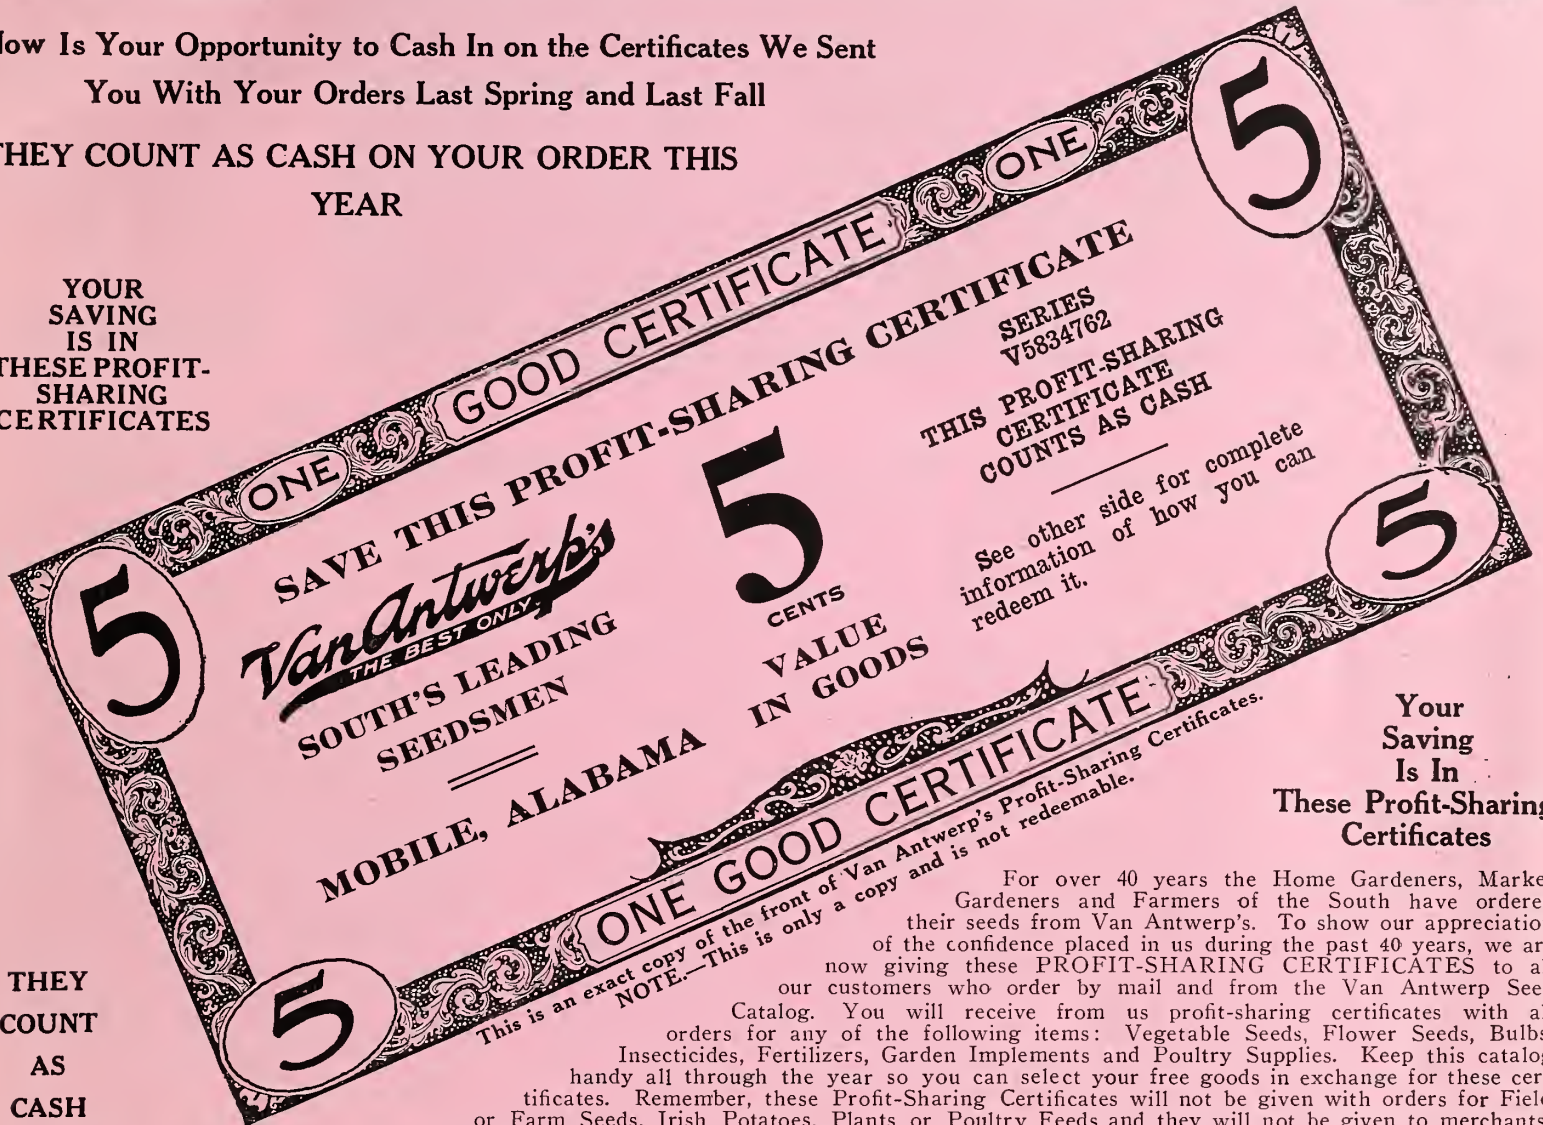 Now Is Your Opportunity to Cash In on the Certificates We Sent
You With Your Orders Last Spring and Last Fall
THEY COUNT AS CASH ON YOUR ORDER THIS
YEAR
YOUR
SAVING
IS IN
THESE PROFIT-
SHARING
CERTIFICATES
5
ONE
GOOD CERTIFICATE
ONE
5
SAVE THIS PROFIT-SHARING CERTIFICATE
Van Antwerp's
THE BEST ONLY
SOUTH'S LEADING
SEEDSMEN
MOBILE, ALABAMA
5
CENTS
VALUE
IN GOODS
SERIES
V5834762
THIS PROFIT-SHARING
CERTIFICATE
COUNTS AS CASH
See other side for complete
information of how you can
redeem it.
5
ONE GOOD CERTIFICATE
5
This is an exact copy of the front of Van Antwerp's Profit-Sharing Certificates.
NOTE.—This is only a copy and is not redeemable.
THEY
COUNT
AS
CASH
Your
Saving
Is In
These Profit-Sharing
Certificates
For over 40 years the Home Gardeners, Marke
Gardeners and Farmers of the South have ordere
their seeds from Van Antwerp's. To show our appreciatio
of the confidence placed in us during the past 40 years, we ar
now giving these PROFIT-SHARING CERTIFICATES to a
our customers who order by mail and from the Van Antwerp See
Catalog. You will receive from us profit-sharing certificates with a
orders for any of the following items: Vegetable Seeds, Flower Seeds, Bulbs
Insecticides, Fertilizers, Garden Implements and Poultry Supplies. Keep this catalog
handy all through the year so you can select your free goods in exchange for these cer
tificates. Remember, these Profit-Sharing Certificates will not be given with orders for Fiel
or Farm Seeds, Irish Potatoes, Plants or Poultry Feeds and they will not be given to merchants